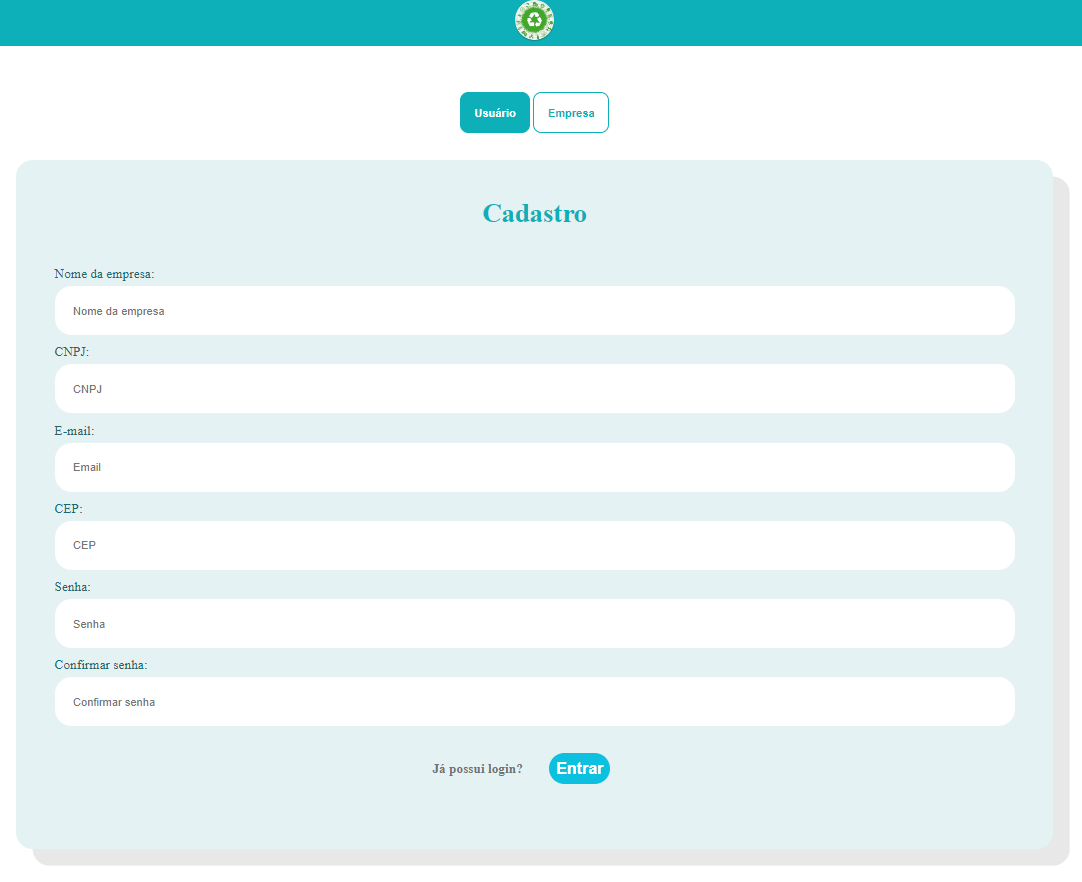 Usuário Empresa
Cadastro
Nome da empresa:
Nome da empresa
CNPJ:
CNPJ
E-mail:
Email
CEP:
CEP
Senha:
Senha
Confirmar senha:
Confirmar senha
Já possui login? Entrar